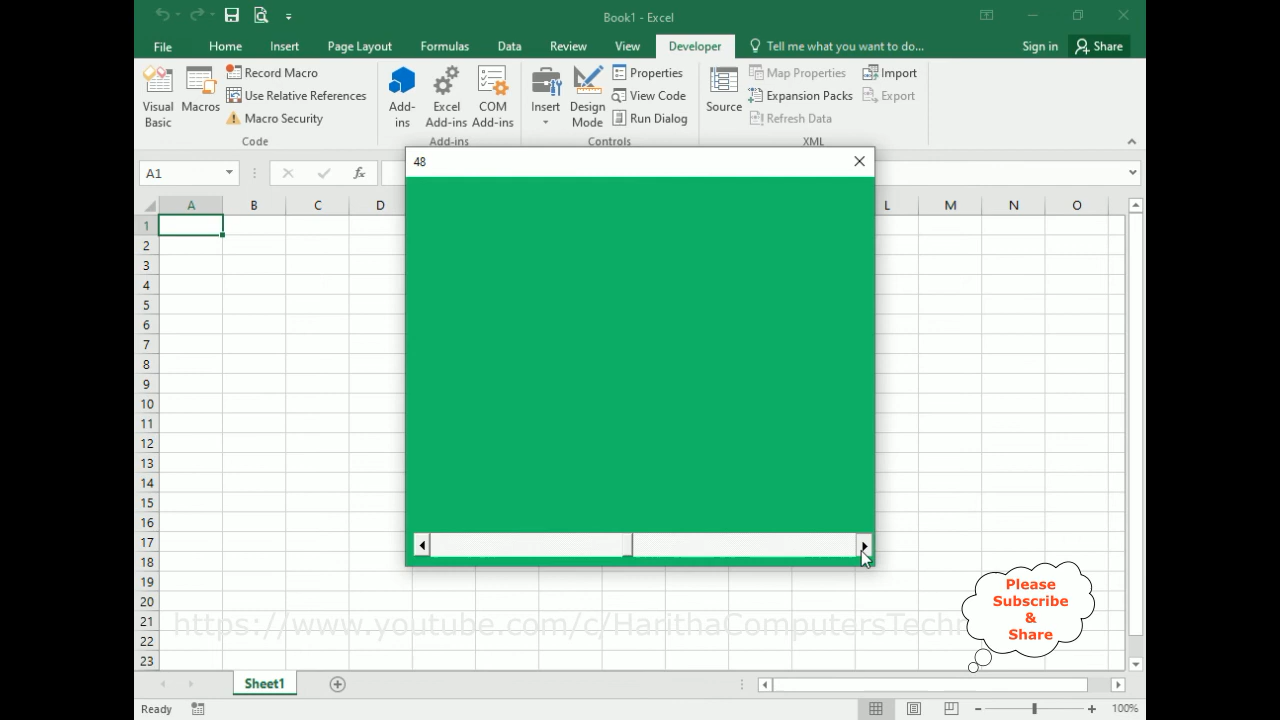 Book1 - Excel
File Home Insert Page Layout Formulas Data Review View Developer Tell me what you want to do... Sign in Share
Visual Basic
Macros
Record Macro
Use Relative References
Macro Security
Code
Add-ins
Excel Add-ins
COM Add-ins
Add-ins
Insert
Design Mode
Properties
View Code
Run Dialog
Controls
Source
Map Properties
Expansion Packs
Refresh Data
Import
Export
XML
A1
fx
48
A B C D L M N O
1
2
3
4
5
6
7
8
9
10
11
12
13
14
15
16
17
18
19
20
21
22
23
https://www.youtube.com/c/HarithaComputersTechn
Please
Subscribe
&
Share
Sheet1
Ready
100%